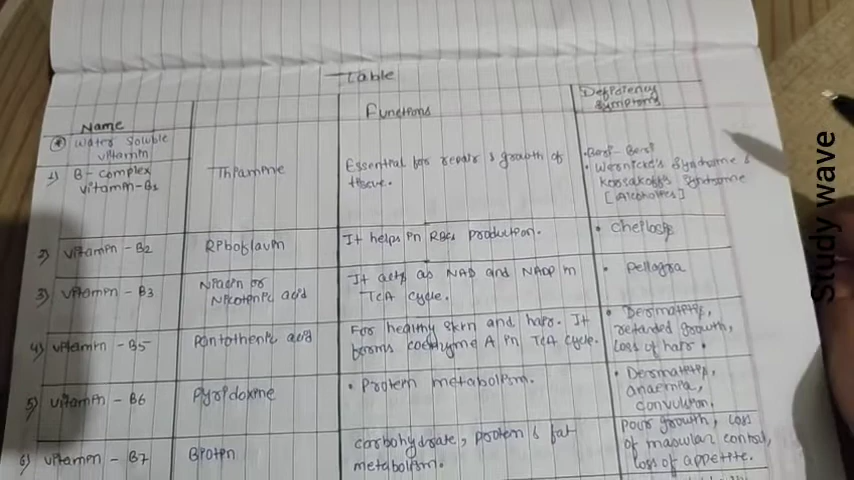 Table
Name
Functions
Deficiency
symptoms
* Water Soluble
vitamin
1) B-complex
vitamin-B1
Thiamine
Essential for repair & growth of
tissue.
• Beri-Beri
• Wernicke's Syndrome &
Korsakoff's Syndrome
[Alcoholics]
2) vitamin-B2
Riboflavin
It helps in RBCs production.
• Cheilosis
3) vitamin-B3
Niacin or
Nicotinic acid
It acts as NAD and NADP in
TCA cycle.
• pellagra
4) vitamin-B5
Pantothenic acid
For healthy skin and hair. It
forms coenzyme A in TCA cycle.
• Dermatitis,
retarded growth,
Loss of hair.
5) vitamin-B6
Pyridoxine
• Protein metabolism.
• Dermatitis,
anaemia,
convulsion.
6) vitamin-B7
Biotin
carbohydrate, protein & fat
metabolism.
poor growth, loss
of mascular control,
loss of appetite.
Study wave